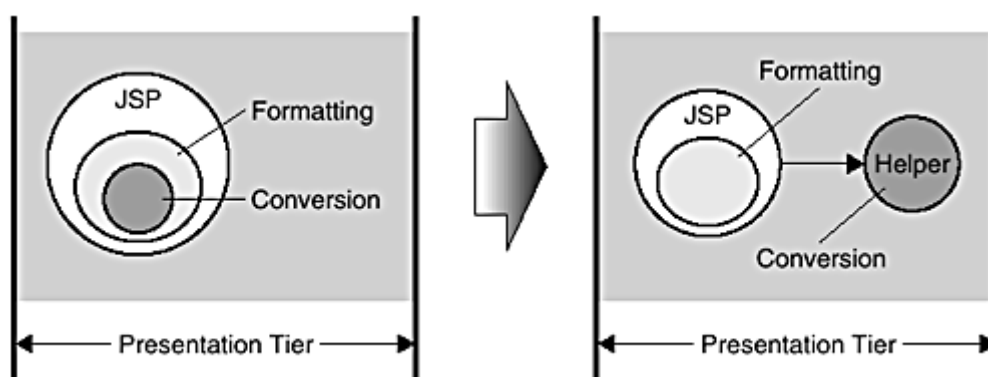 JSP
Formatting
Conversion
Presentation Tier
Formatting
JSP
Helper
Conversion
Presentation Tier